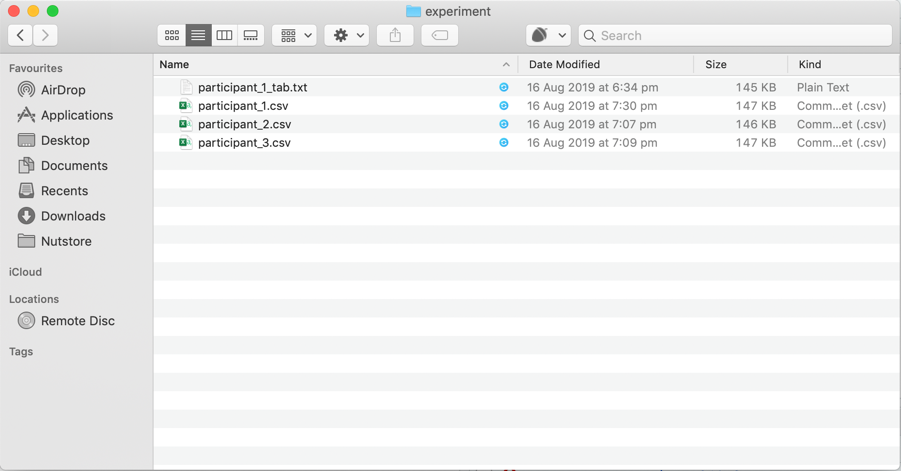 experiment
Search
Favourites
AirDrop
Applications
Desktop
Documents
Recents
Downloads
Nutstore
iCloud
Locations
Remote Disc
Tags
Name Date Modified Size Kind
participant_1_tab.txt 16 Aug 2019 at 6:34 pm 145 KB Plain Text
participant_1.csv 16 Aug 2019 at 7:30 pm 147 KB Comm...et (.csv)
participant_2.csv 16 Aug 2019 at 7:07 pm 146 KB Comm...et (.csv)
participant_3.csv 16 Aug 2019 at 7:09 pm 147 KB Comm...et (.csv)